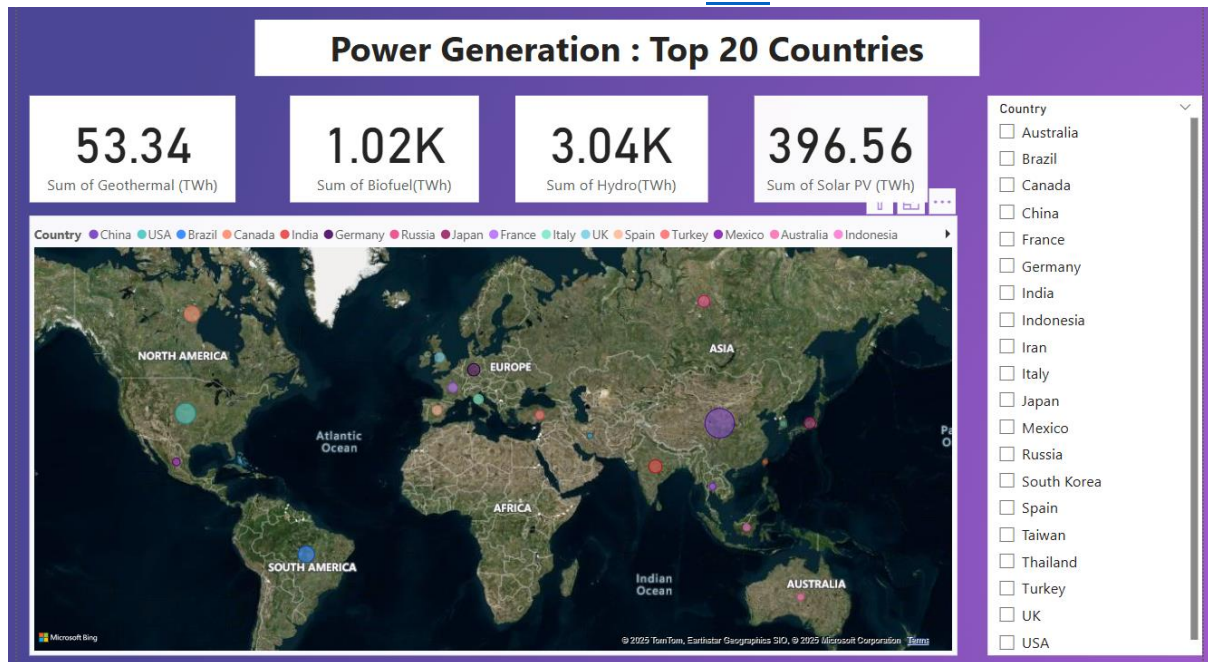 Power Generation : Top 20 Countries
53.34
Sum of Geothermal (TWh)
1.02K
Sum of Biofuel(TWh)
3.04K
Sum of Hydro(TWh)
396.56
Sum of Solar PV (TWh)
Country China USA Brazil Canada India Germany Russia Japan France Italy UK Spain Turkey Mexico Australia Indonesia
NORTH AMERICA
EUROPE
ASIA
Atlantic
Ocean
AFRICA
SOUTH AMERICA
Indian
Ocean
AUSTRALIA
Pa
O
Microsoft Bing
© 2025 TomTom, Earthstar Geographics SIO, © 2025 Microsoft Corporation Terms
Country
Australia
Brazil
Canada
China
France
Germany
India
Indonesia
Iran
Italy
Japan
Mexico
Russia
South Korea
Spain
Taiwan
Thailand
Turkey
UK
USA